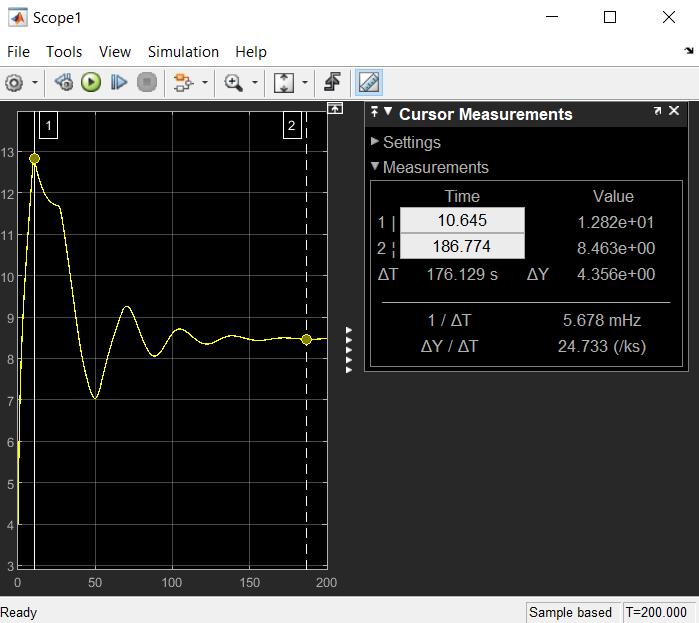 Scope1
File Tools View Simulation Help
1
2
13
12
11
10
9
8
7
6
5
4
3
0 50 100 150 200
Cursor Measurements
Settings
Measurements
Time Value
1 | 10.645 1.282e+01
2 ¦ 186.774 8.463e+00
ΔT 176.129 s ΔY 4.356e+00
1 / ΔT 5.678 mHz
ΔY / ΔT 24.733 (/ks)
Ready Sample based T=200.000